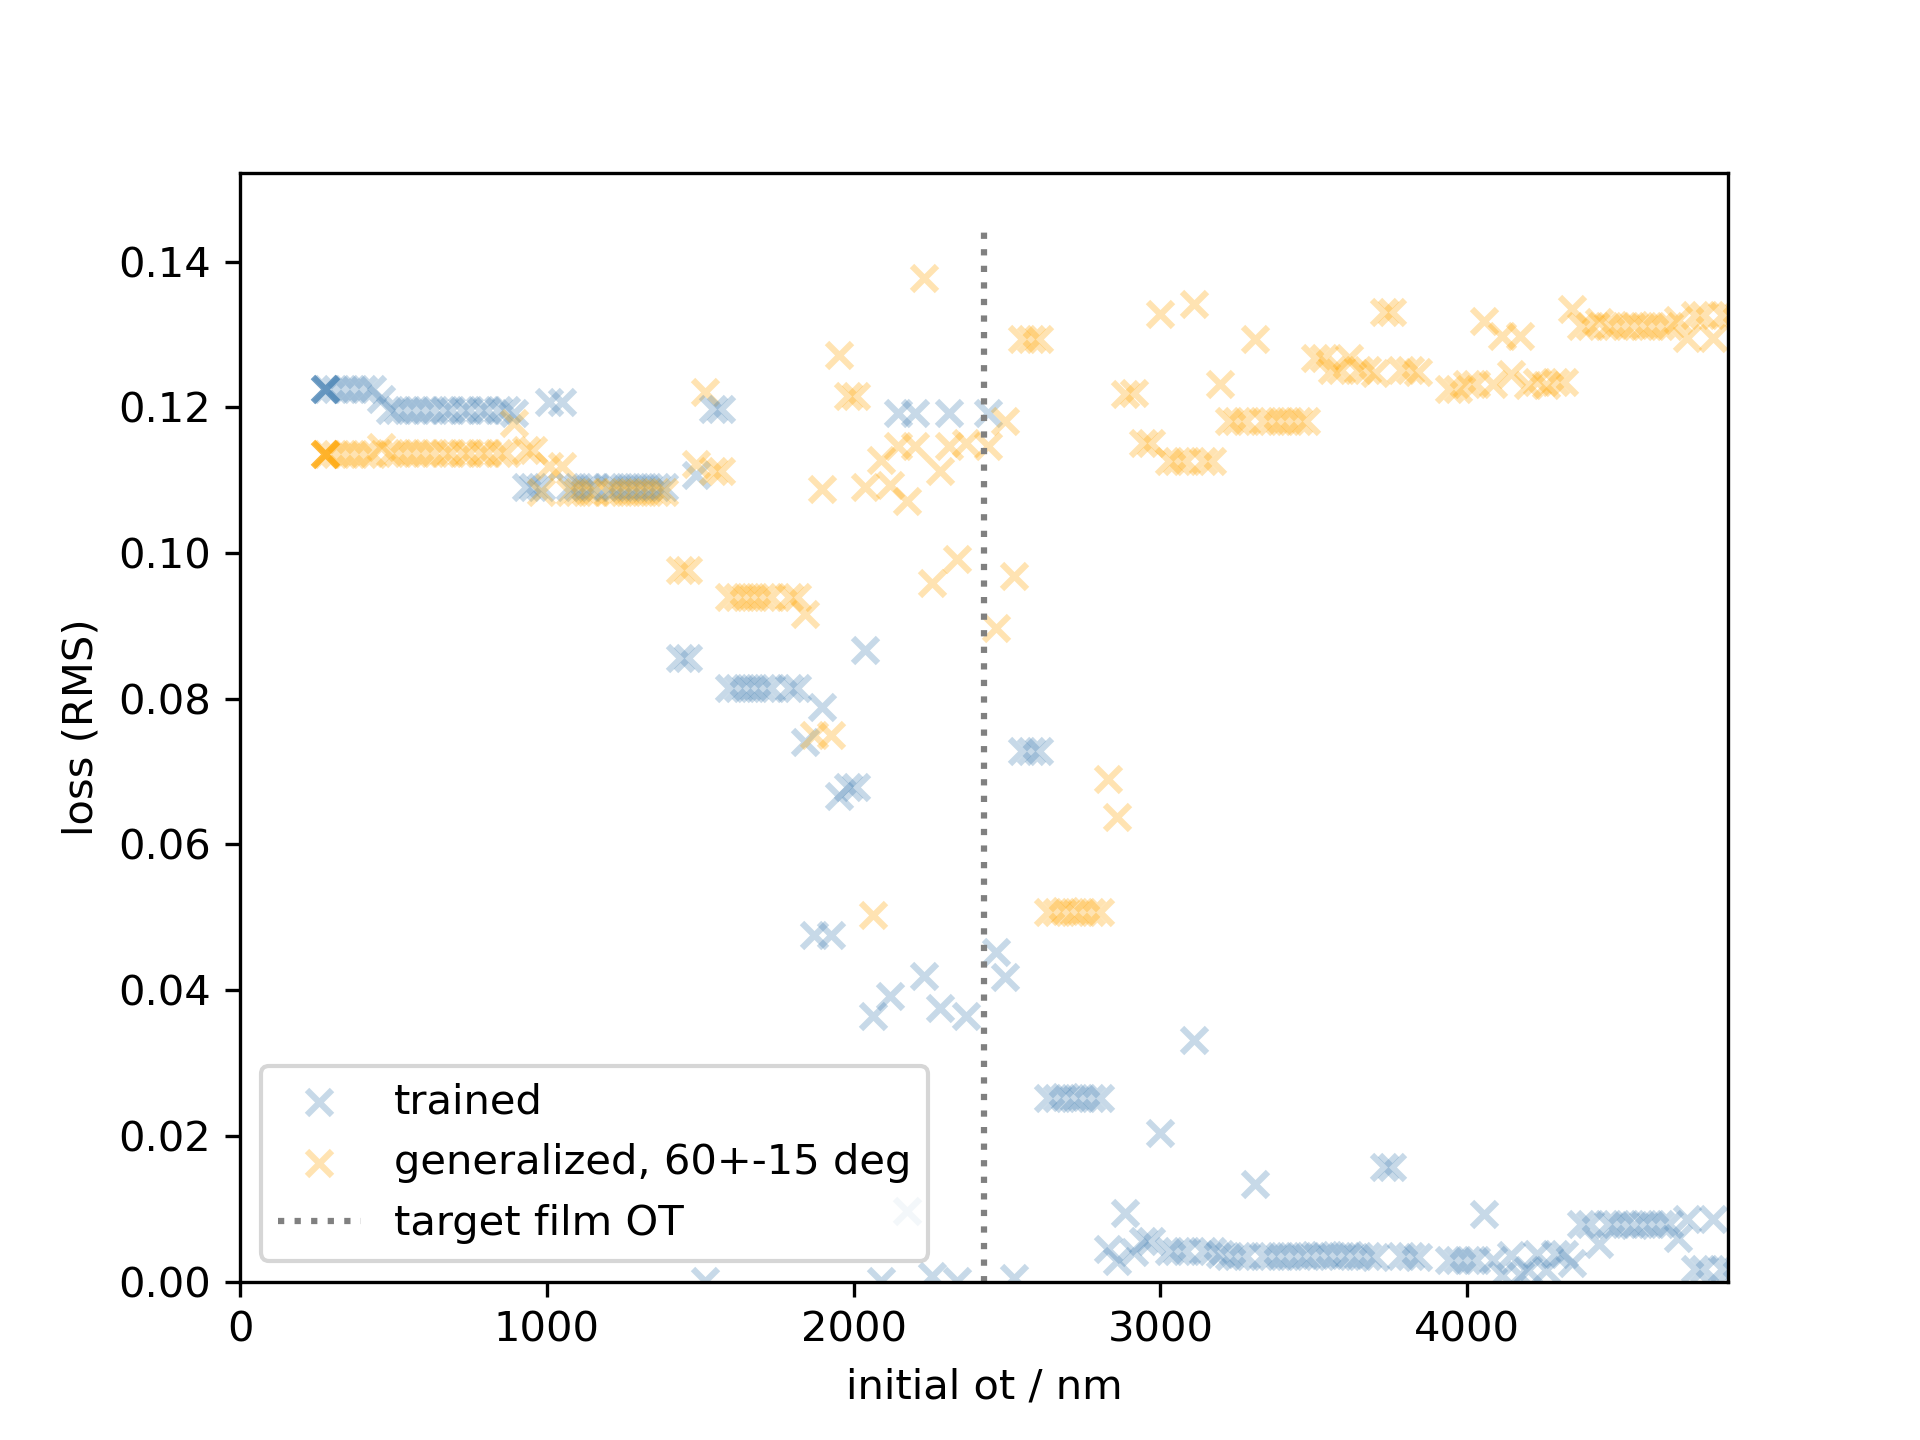 0.14
0.12
0.10
0.08
0.06
0.04
0.02
0.00
loss (RMS)
trained
generalized, 60+-15 deg
target film OT
0 1000 2000 3000 4000
initial ot / nm